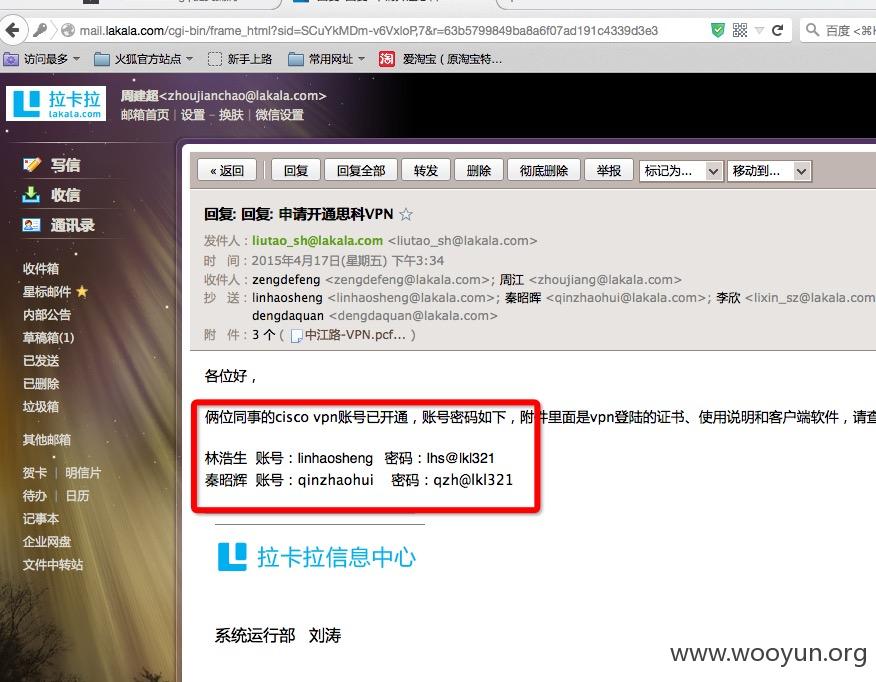 mail.lakala.com/cgi-bin/frame_html?sid=SCuYkMDm-v6VxloP,7&r=63b5799849ba8a6f07ad191c4339d3e3
百度 <⌘
访问最多
火狐官方站点
新手上路
常用网址
淘 爱淘宝（原淘宝特...
拉卡拉
lakala.com
周建超<zhoujianchao@lakala.com>
邮箱首页 | 设置 - 换肤 | 微信设置
写信
收信
通讯录
收件箱
星标邮件
内部公告
草稿箱(1)
已发送
已删除
垃圾箱
其他邮箱
贺卡 | 明信片
待办 | 日历
记事本
企业网盘
文件中转站
« 返回 回复 回复全部 转发 删除 彻底删除 举报 标记为... 移动到...
回复: 回复: 申请开通思科VPN ☆
发件人：liutao_sh@lakala.com <liutao_sh@lakala.com>
时 间：2015年4月17日(星期五) 下午3:34
收件人：zengdefeng <zengdefeng@lakala.com>; 周江 <zhoujiang@lakala.com>
抄 送：linhaosheng <linhaosheng@lakala.com>; 秦昭辉 <qinzhaohui@lakala.com>; 李欣 <lixin_sz@lakala.com
dengdaquan <dengdaquan@lakala.com>
附 件：3 个 ( 中江路-VPN.pcf... )
各位好，
俩位同事的cisco vpn账号已开通，账号密码如下，附件里面是vpn登陆的证书、使用说明和客户端软件，请查
林浩生 账号：linhaosheng 密码：lhs@lkl321
秦昭辉 账号：qinzhaohui 密码：qzh@lkl321
拉卡拉信息中心
系统运行部 刘涛
www.wooyun.org